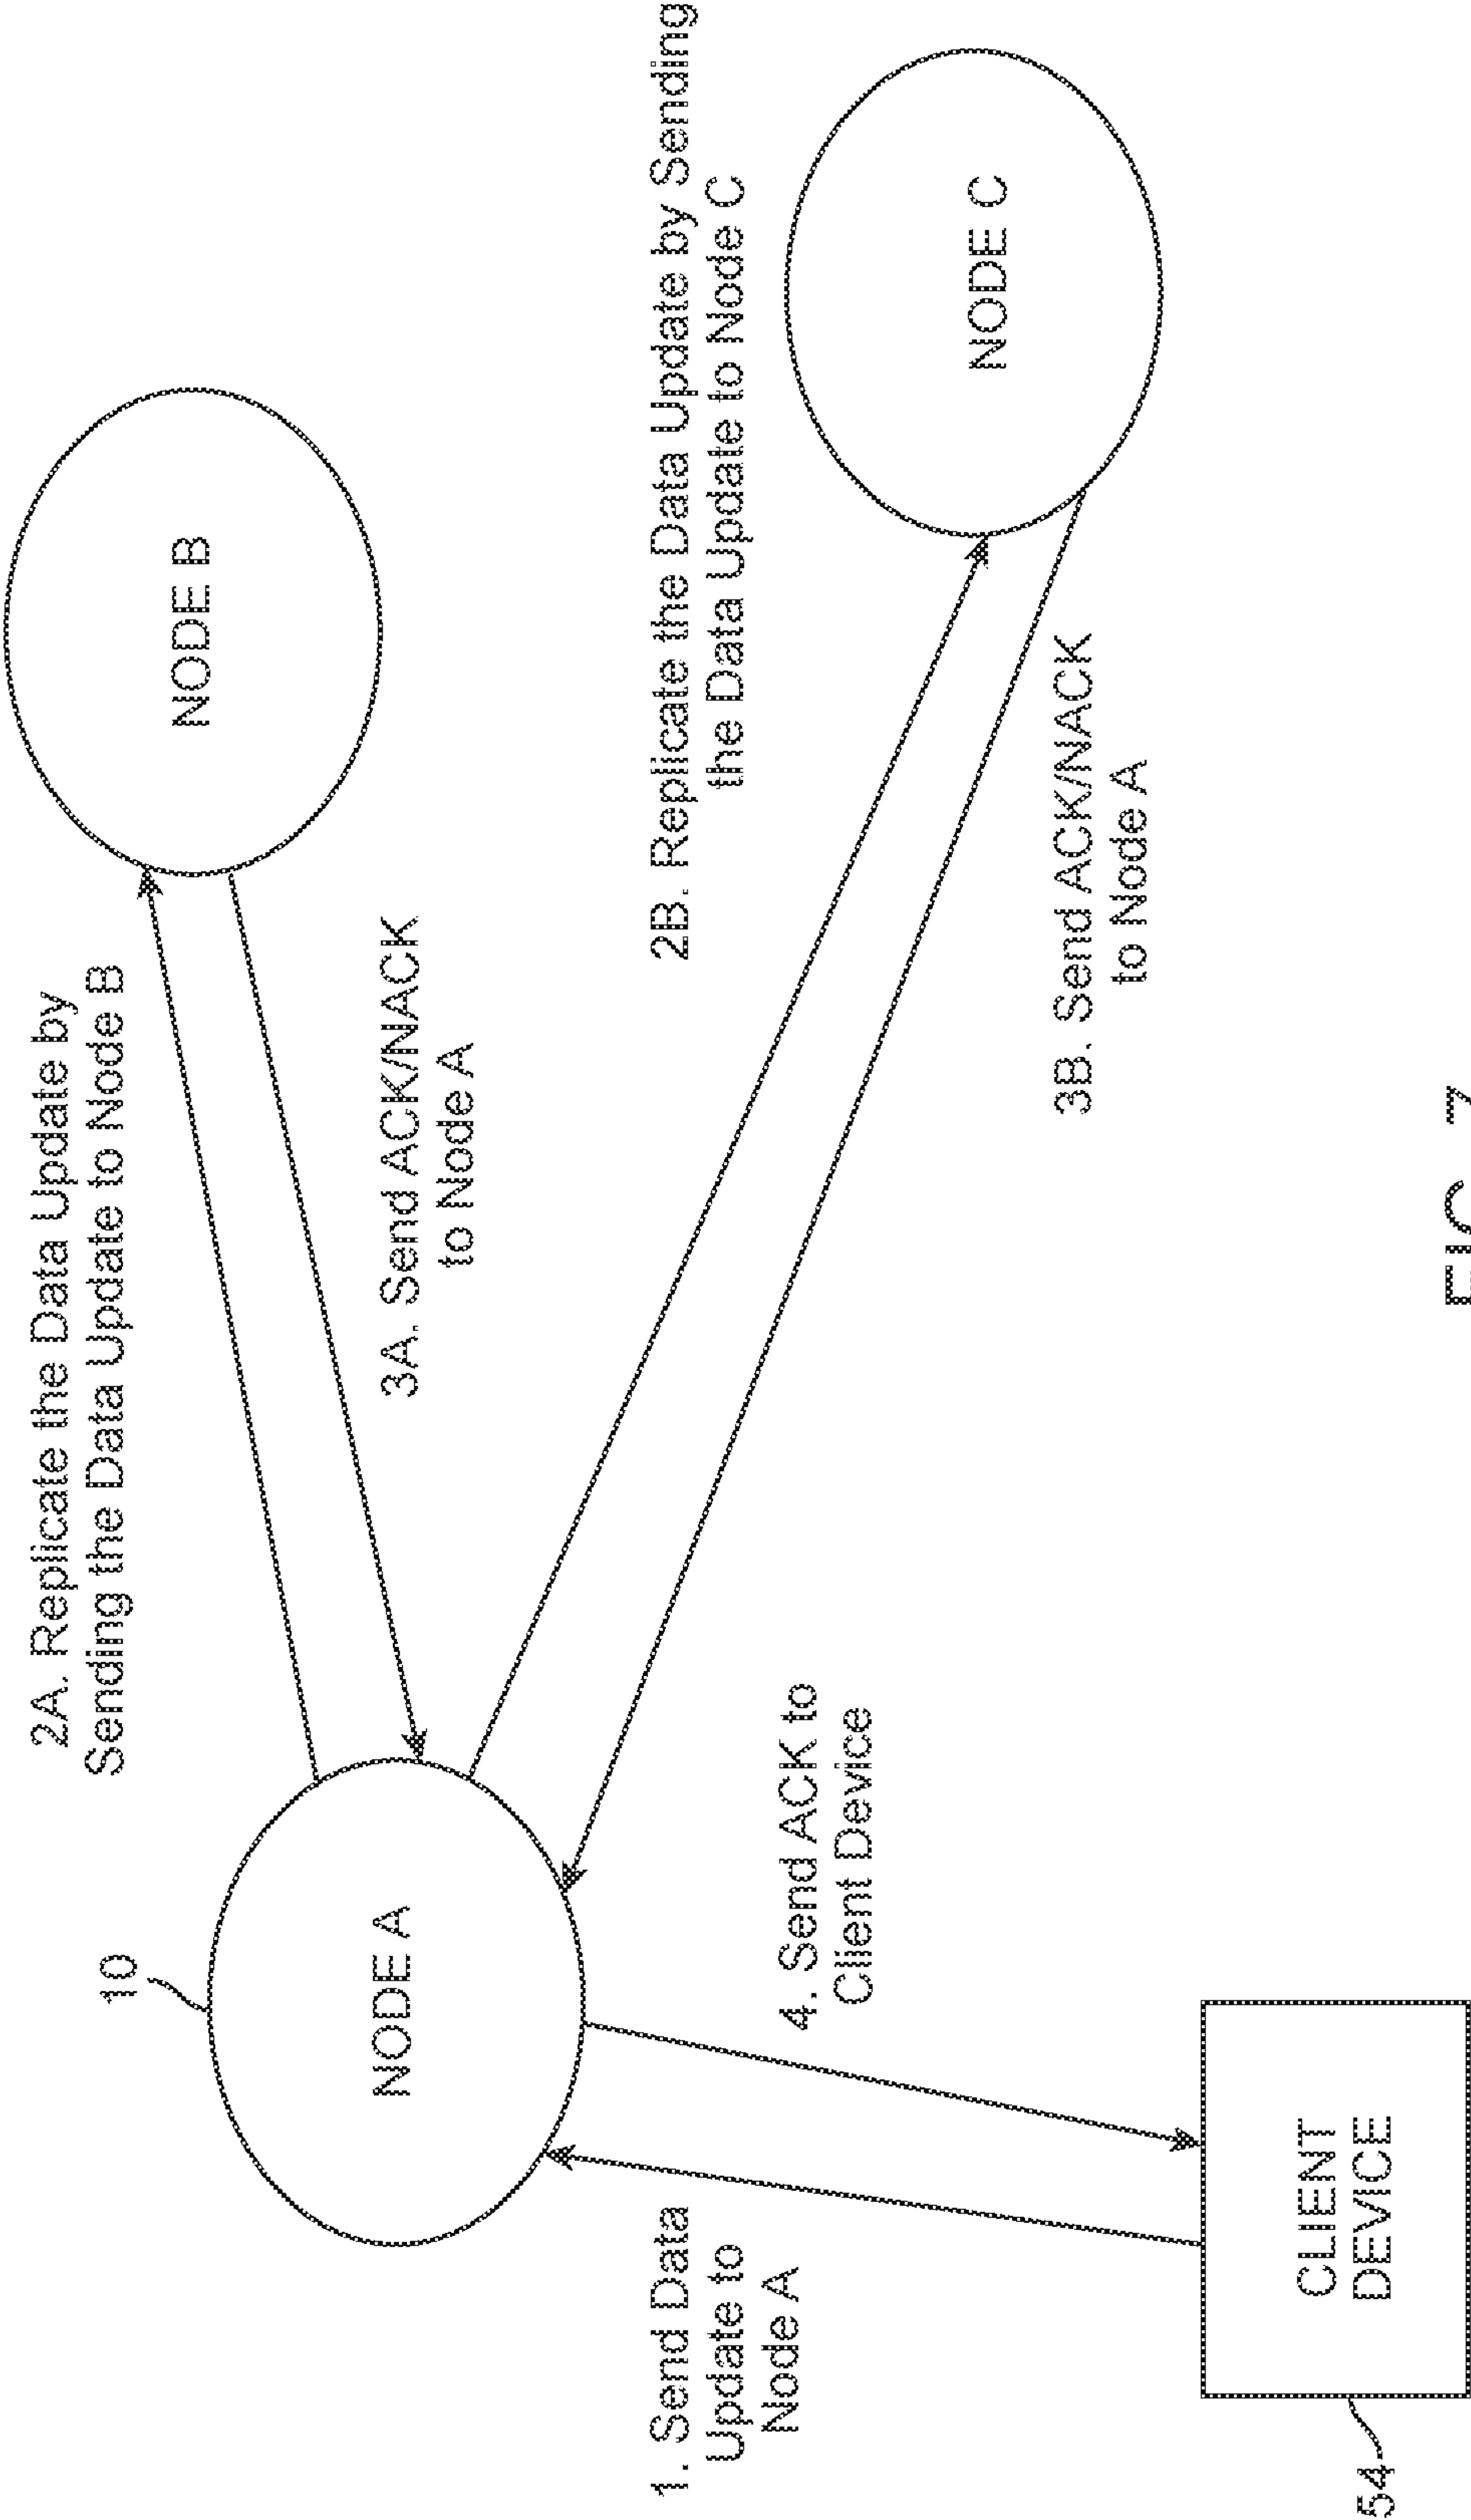 2A. Replicate the Data Update by
Sending the Data Update to Node B
NODE B
10
NODE A
3A. Send ACK/NACK
to Node A
2B. Replicate the Data Update by Sending
the Data Update to Node C
NODE C
1. Send Data
Update to
Node A
4. Send ACK to
Client Device
3B. Send ACK/NACK
to Node A
CLIENT
DEVICE
54